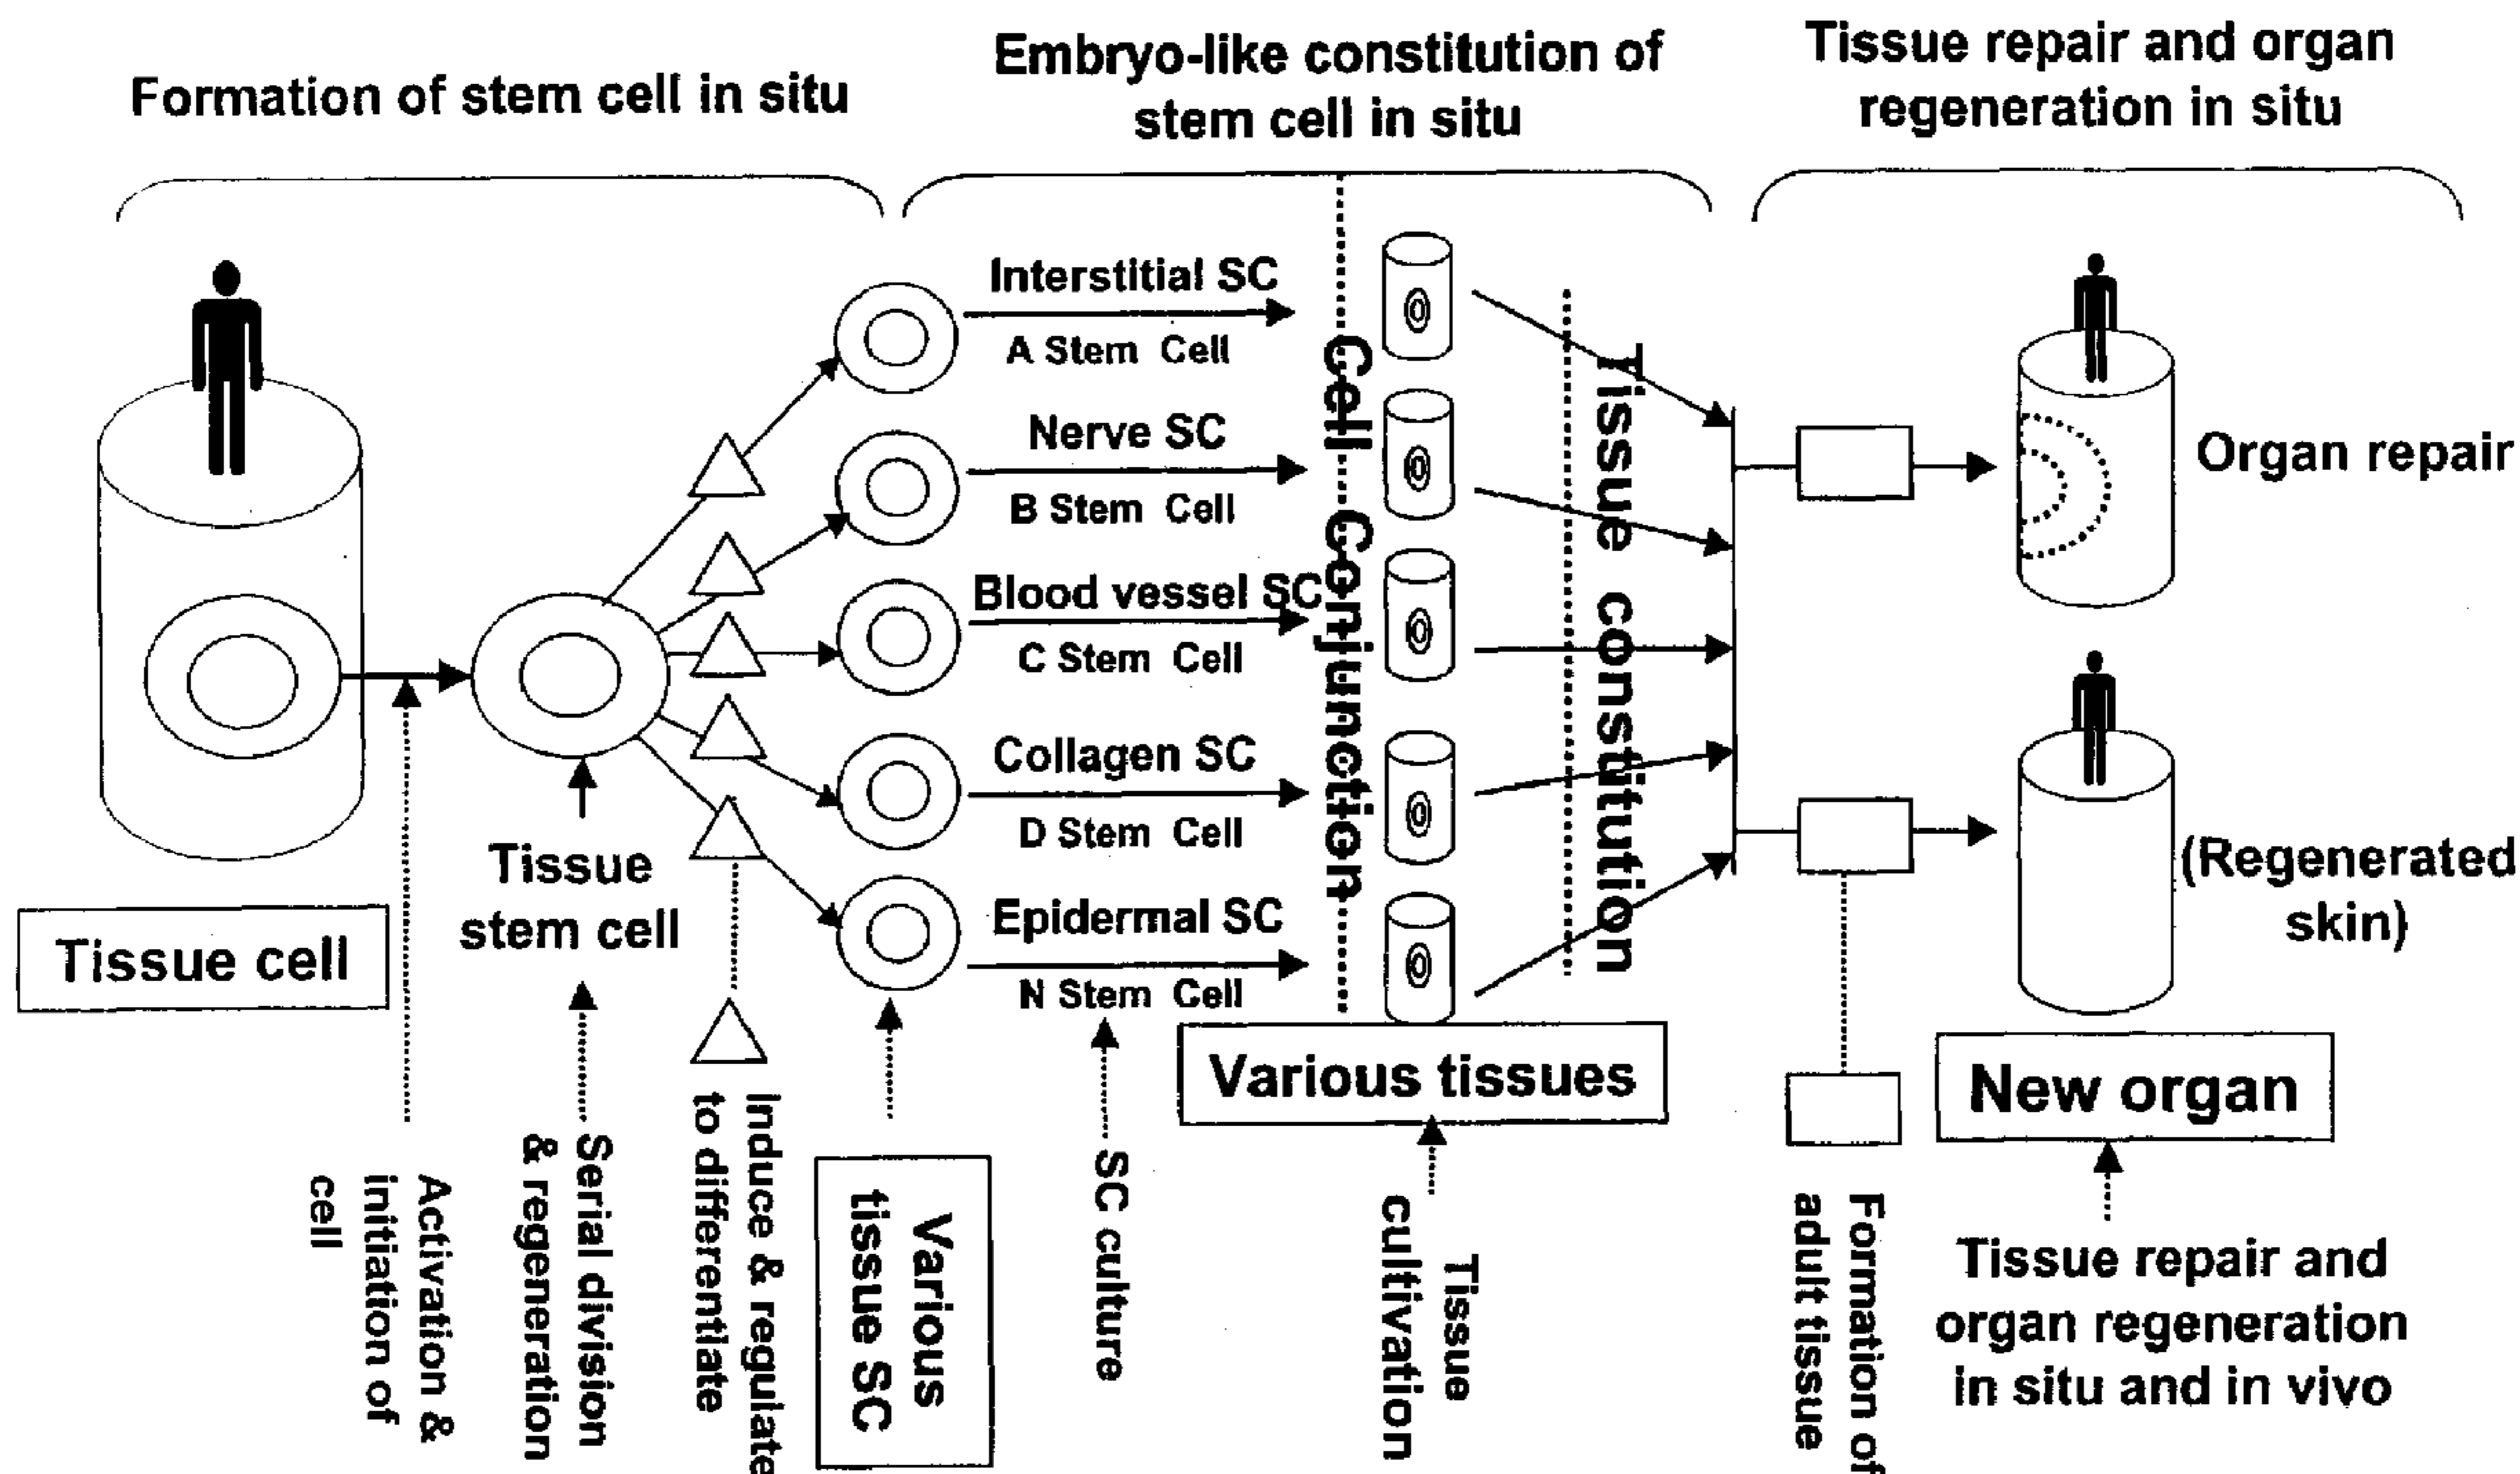 Formation of stem cell in situ
Embryo-like constitution of
stem cell in situ
Tissue repair and organ
regeneration in situ
Interstitial SC
A Stem Cell
Nerve SC
B Stem Cell
Blood vessel SC
C Stem Cell
Collagen SC
D Stem Cell
Epidermal SC
N Stem Cell
Cell Conjunction
Tissue constitution
Organ repair
(Regenerated
skin)
Tissue cell
Tissue
stem cell
Various tissues
New organ
Activation &
initiation of
cell
Serial division
& regeneration
Induce & regulate
to differentiate
Various
tissue SC
SC culture
Tissue
cultivation
Formation of
adult tissue
Tissue repair and
organ regeneration
in situ and in vivo